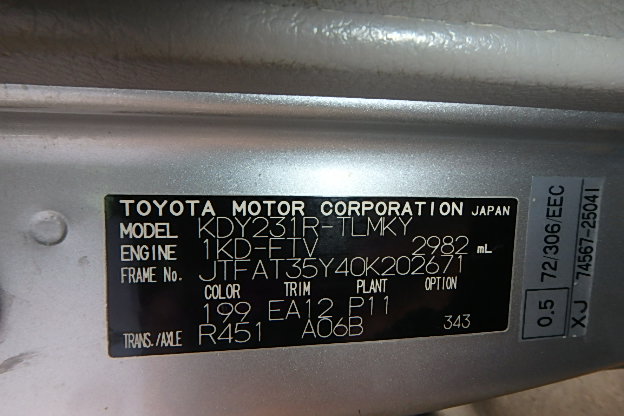 TOYOTA MOTOR CORPORATION JAPAN
MODEL KDY231R-TLMKY
ENGINE 1KD-FTV 2982 mL
FRAME No. JTFAT35Y40K202671
COLOR TRIM PLANT OPTION
199 EA12 P11
TRANS./AXLE R451 A06B 343
0.5 72/306/EEC
XJ 74567-25041